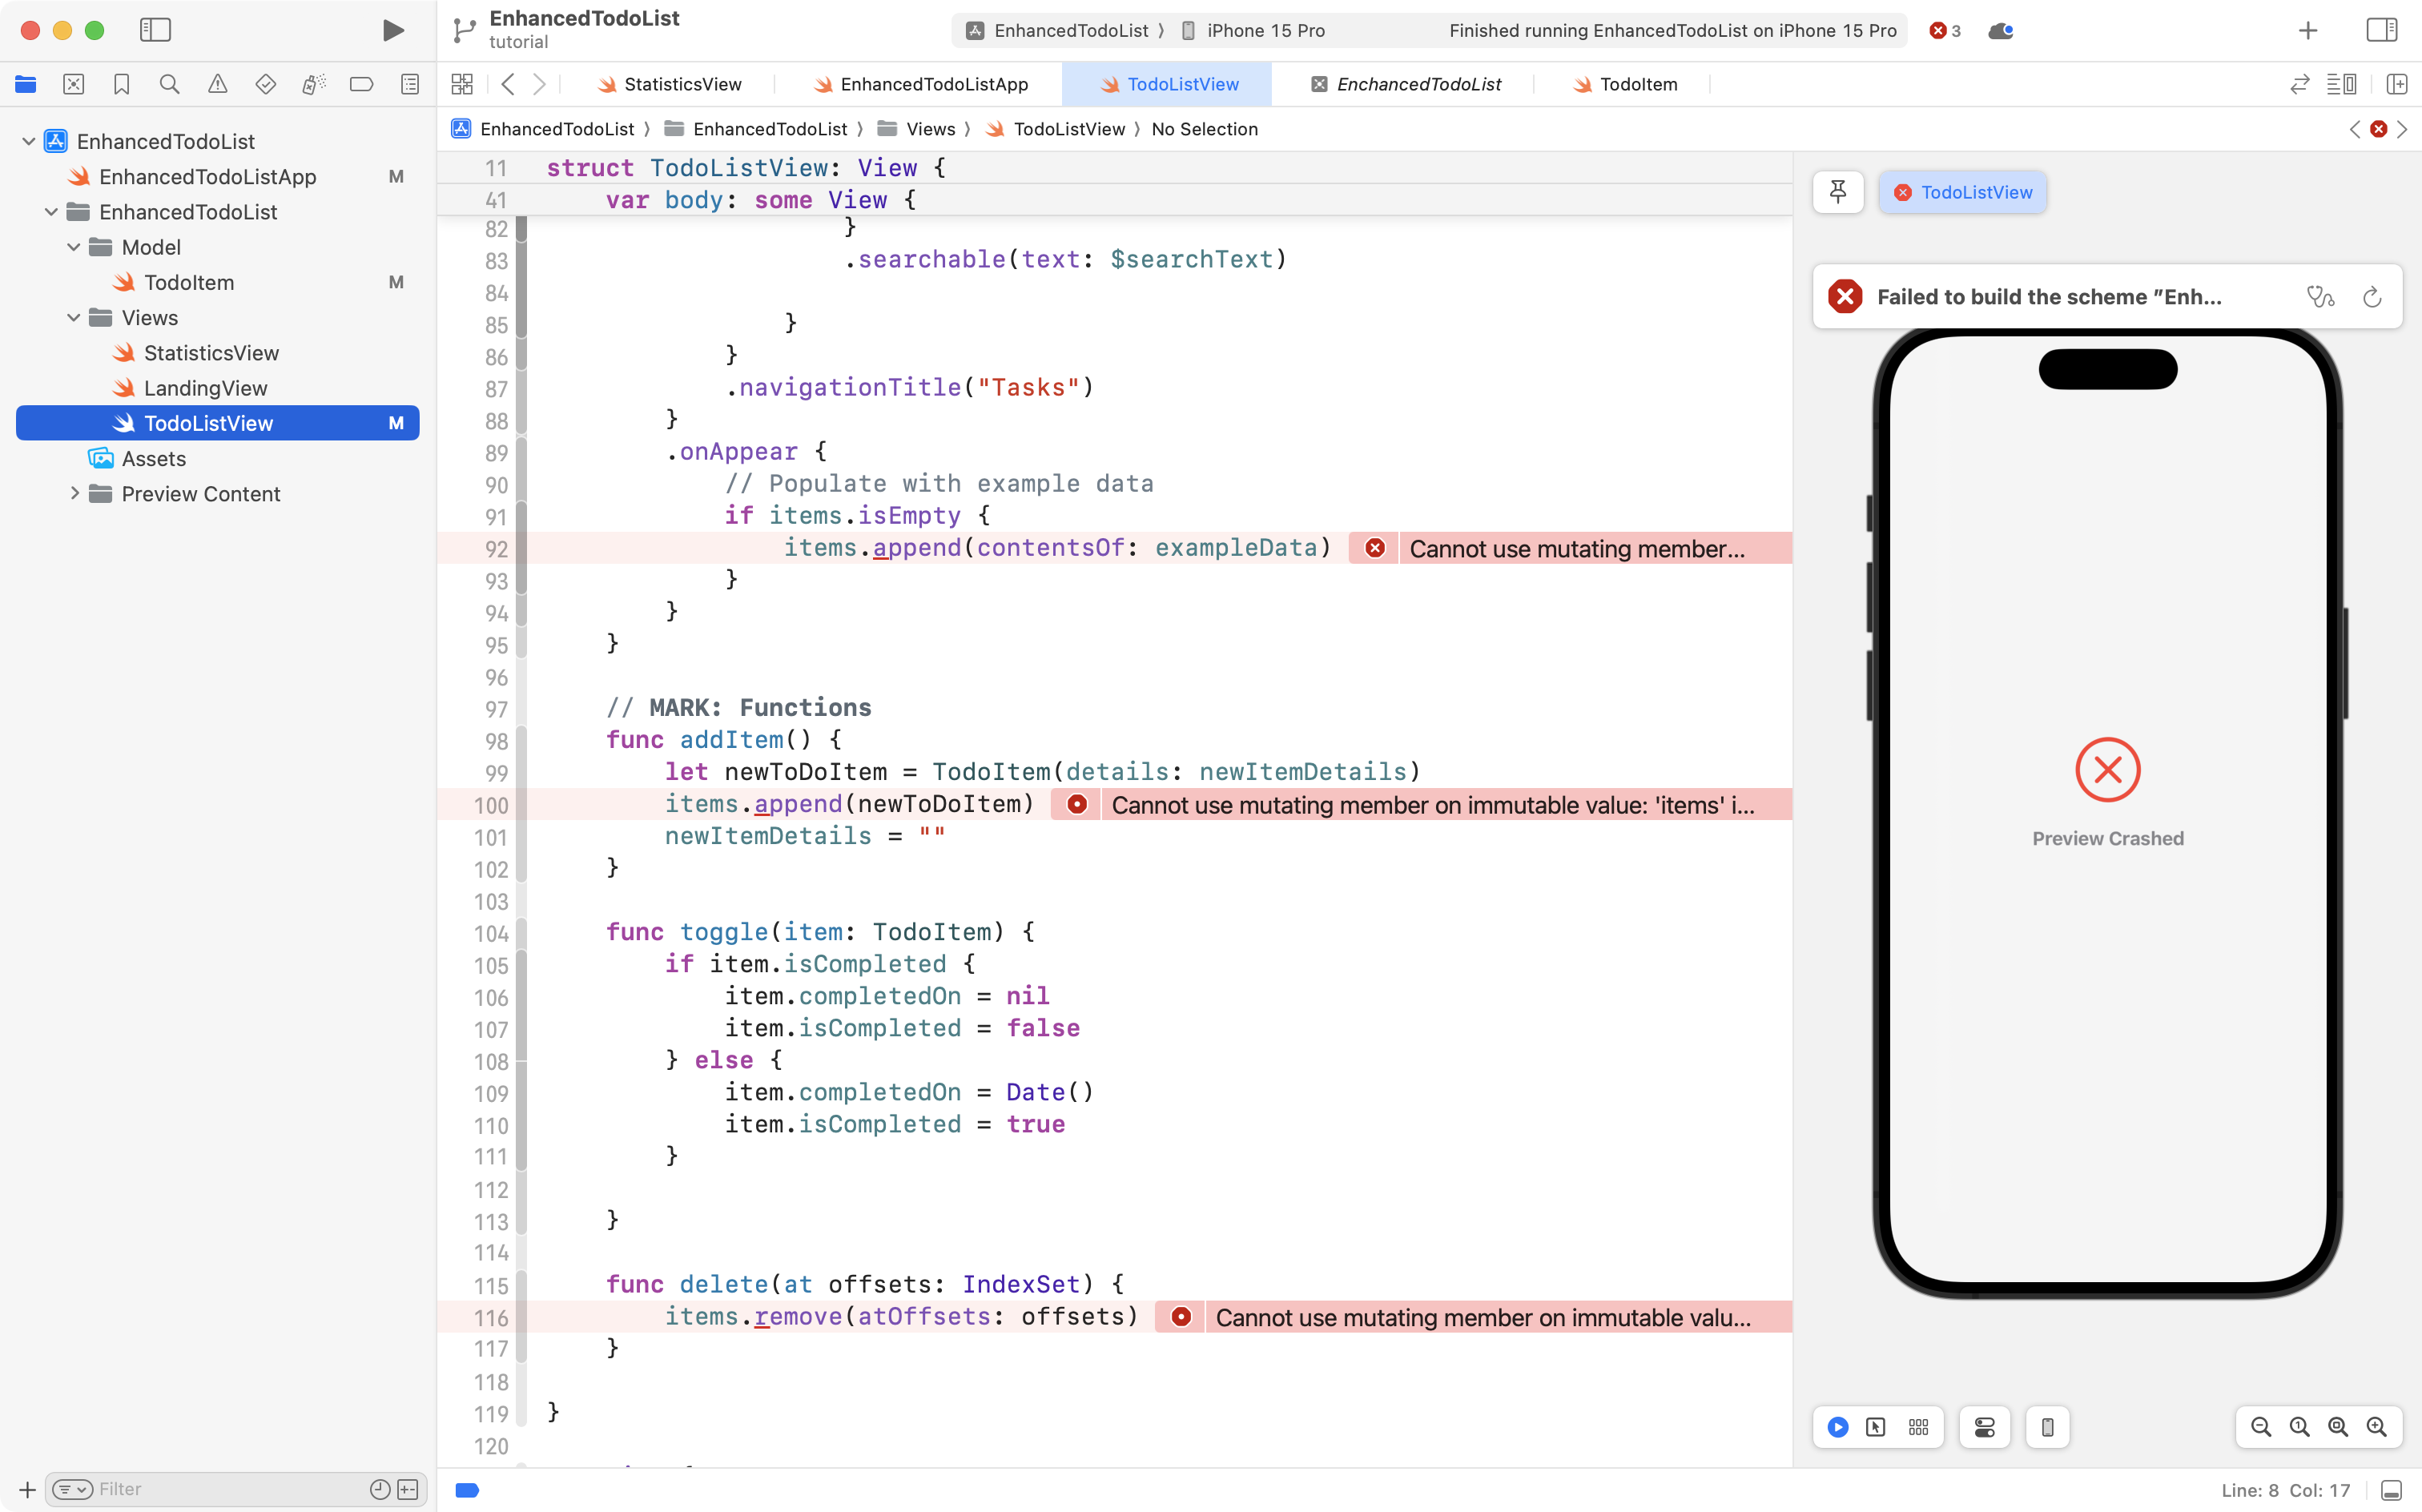 EnhancedTodoList
tutorial
EnhancedTodoList 〉 iPhone 15 Pro
Finished running EnhancedTodoList on iPhone 15 Pro
3
StatisticsView
EnhancedTodoListApp
TodoListView
EnchancedTodoList
TodoItem
EnhancedTodoList 〉 EnhancedTodoList 〉 Views 〉 TodoListView 〉 No Selection
EnhancedTodoList
EnhancedTodoListApp M
EnhancedTodoList
Model
TodoItem M
Views
StatisticsView
LandingView
TodoListView M
Assets
Preview Content
Filter
11 struct TodoListView: View {
41 var body: some View {
82 }
83 .searchable(text: $searchText)
84
85 }
86 }
87 .navigationTitle("Tasks")
88 }
89 .onAppear {
90 // Populate with example data
91 if items.isEmpty {
92 items.append(contentsOf: exampleData) Cannot use mutating member...
93 }
94 }
95 }
96
97 // MARK: Functions
98 func addItem() {
99 let newToDoItem = TodoItem(details: newItemDetails)
100 items.append(newToDoItem) Cannot use mutating member on immutable value: 'items' i...
101 newItemDetails = ""
102 }
103
104 func toggle(item: TodoItem) {
105 if item.isCompleted {
106 item.completedOn = nil
107 item.isCompleted = false
108 } else {
109 item.completedOn = Date()
110 item.isCompleted = true
111 }
112
113 }
114
115 func delete(at offsets: IndexSet) {
116 items.remove(atOffsets: offsets) Cannot use mutating member on immutable valu...
117 }
118
119 }
120
TodoListView
Failed to build the scheme "Enh...
Preview Crashed
Line: 8 Col: 17